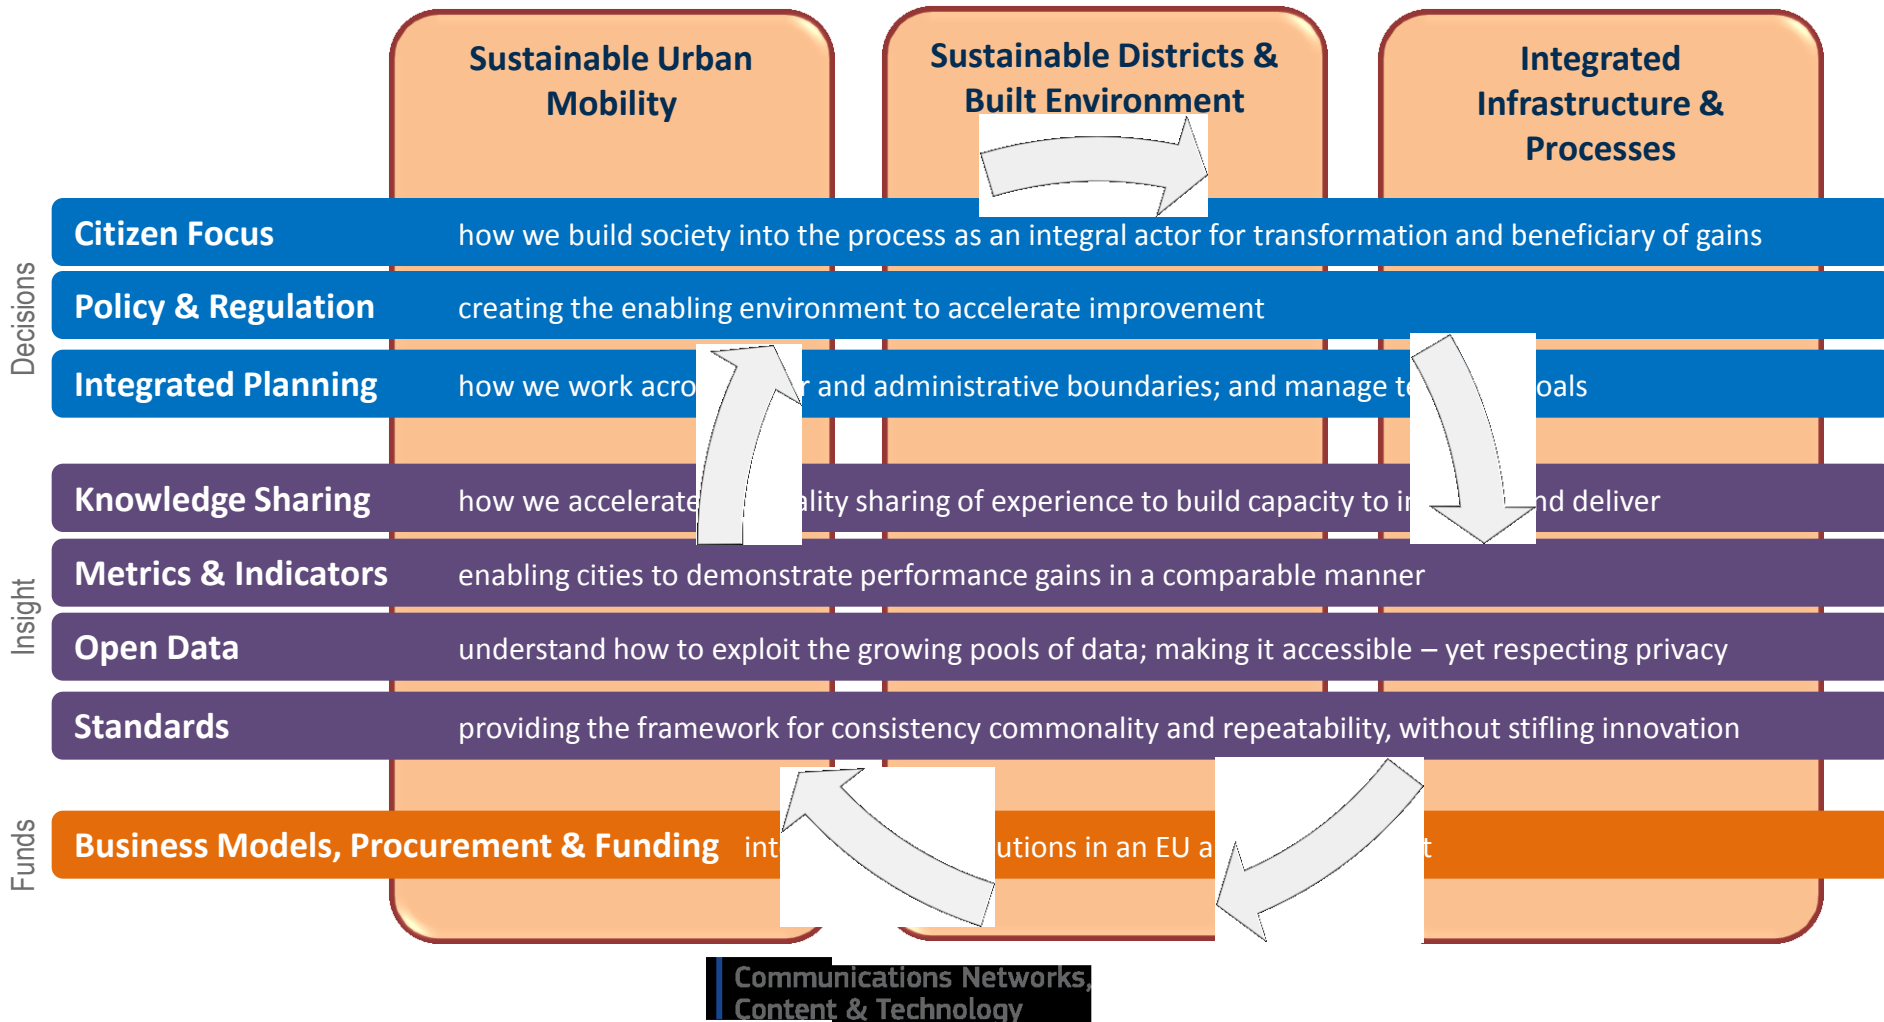 Sustainable Urban
Mobility
Sustainable Districts &
Built Environment
Integrated
Infrastructure &
Processes
Decisions
Citizen Focus how we build society into the process as an integral actor for transformation and beneficiary of gains
Policy & Regulation creating the enabling environment to accelerate improvement
Integrated Planning how we work and administrative boundaries; and manage
Insight
Knowledge Sharing how we accelerate sharing of experience to build capacity to deliver
Metrics & Indicators enabling cities to demonstrate performance gains in a comparable manner
Open Data understand how to exploit the growing pools of data; making it accessible – yet respecting privacy
Standards providing the framework for consistency commonality and repeatability, without stifling innovation
Funds
Business Models, Procurement & Funding in an EU
Communications Networks,
Content & Technology